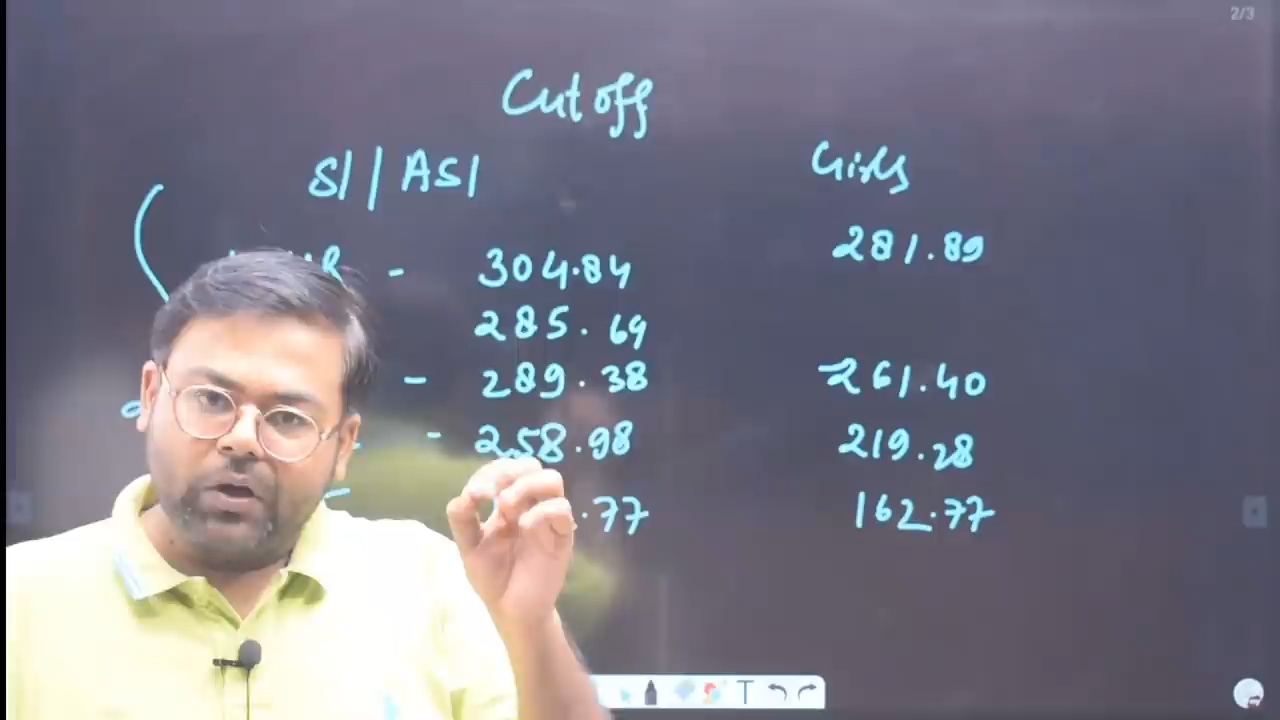 2/3
Cut off
SI/ASI Girls
UR - 304.84 281.89
285.69
- 289.38 261.40
- 258.98 219.28
.77 162.77
T